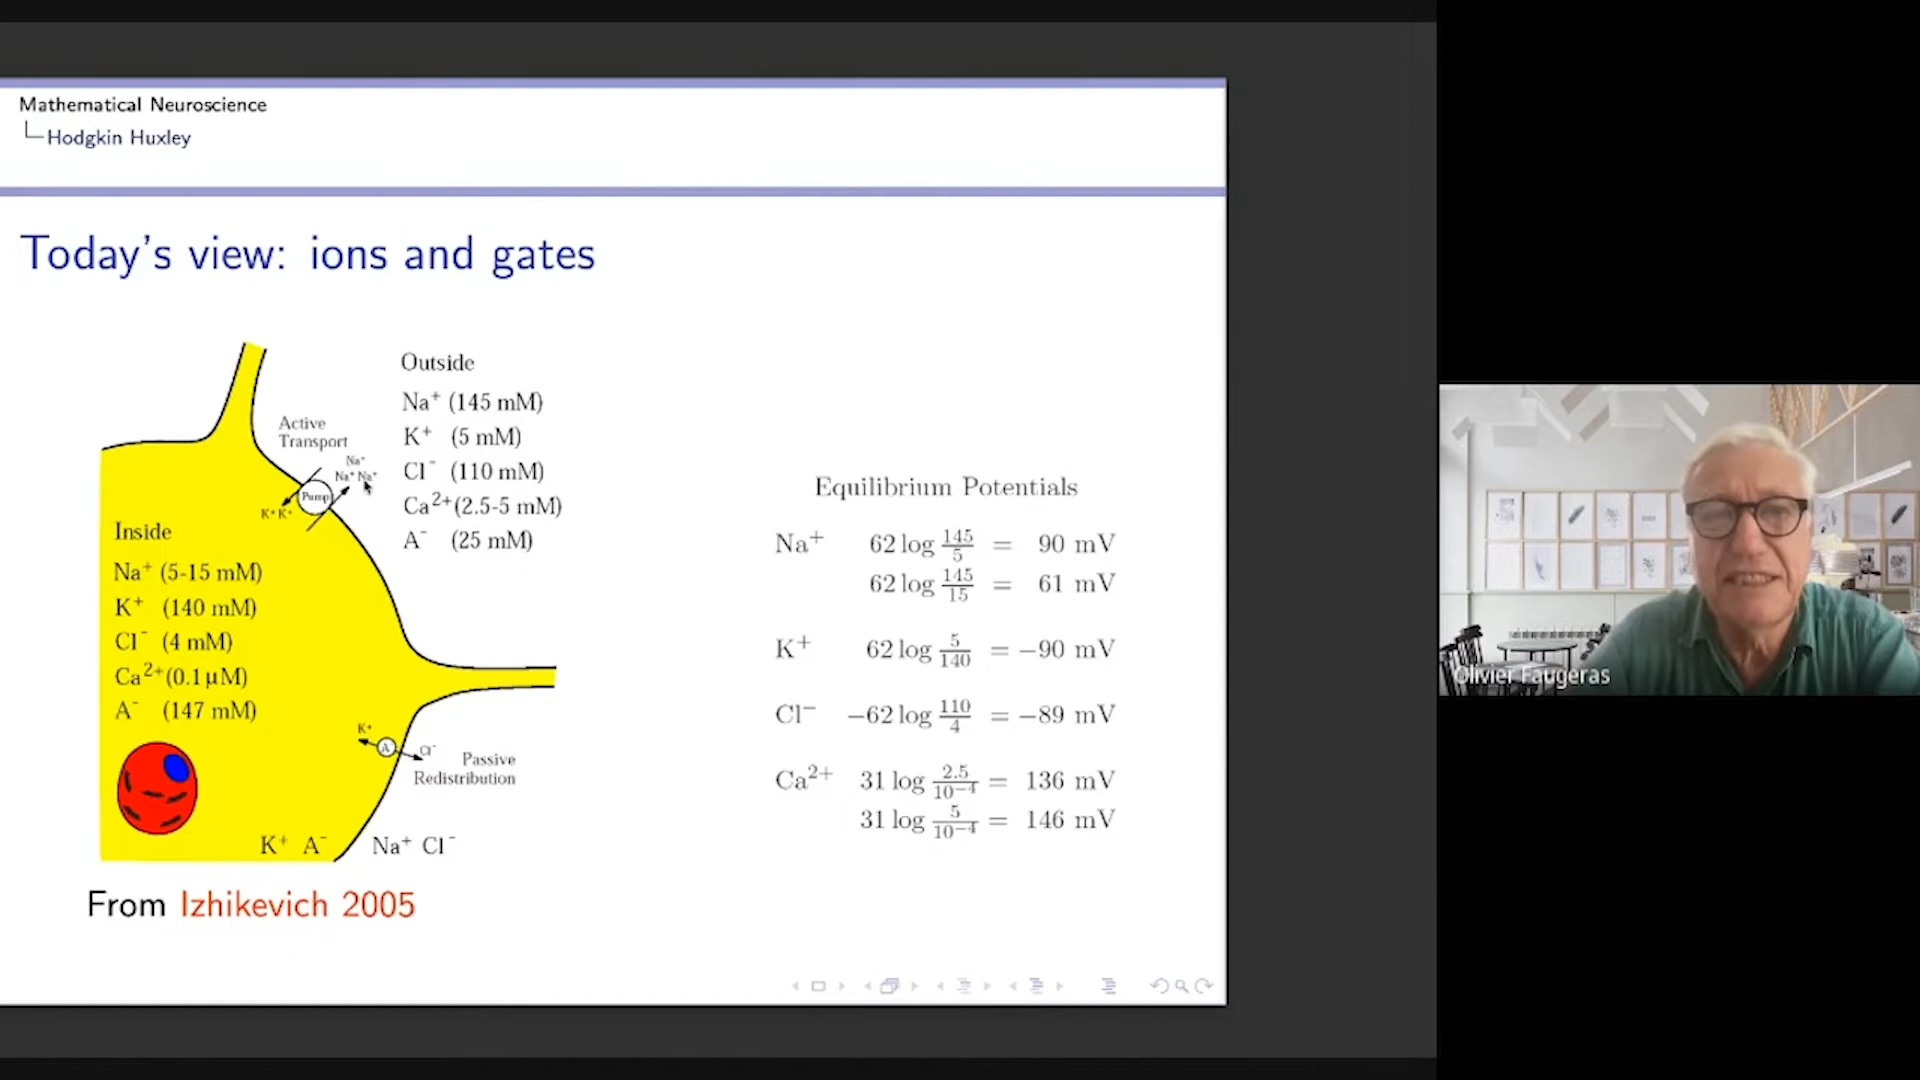 Mathematical Neuroscience
Hodgkin Huxley
Today's view: ions and gates
Outside
Na⁺ (145 mM)
K⁺ (5 mM)
Cl⁻ (110 mM)
Ca²⁺(2.5-5 mM)
A⁻ (25 mM)
Active
Transport
Na⁺
Na⁺ Na⁺
Pump
K⁺ K⁺
Inside
Na⁺ (5-15 mM)
K⁺ (140 mM)
Cl⁻ (4 mM)
Ca²⁺(0.1 µM)
A⁻ (147 mM)
K⁺
A⁻
Cl⁻
Passive
Redistribution
K⁺ A⁻ Na⁺ Cl⁻
From Izhikevich 2005
Equilibrium Potentials
Na⁺ 62 log 145/5 = 90 mV
62 log 145/15 = 61 mV
K⁺ 62 log 5/140 = −90 mV
Cl⁻ −62 log 110/4 = −89 mV
Ca²⁺ 31 log 2.5/10⁻⁴ = 136 mV
31 log 5/10⁻⁴ = 146 mV
Olivier Faugeras